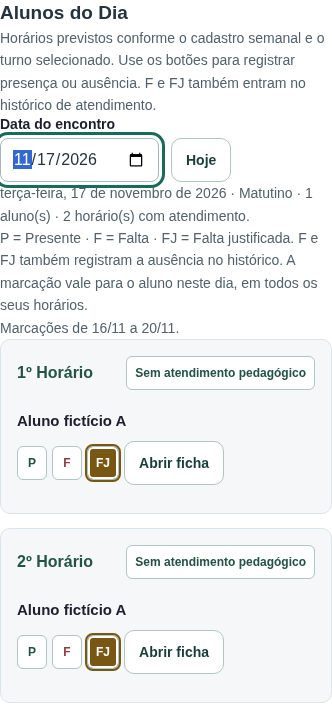 Alunos do Dia
Horários previstos conforme o cadastro semanal e o
turno selecionado. Use os botões para registrar
presença ou ausência. F e FJ também entram no
histórico de atendimento.
Data do encontro
11/17/2026
Hoje
terça-feira, 17 de novembro de 2026 · Matutino · 1
aluno(s) · 2 horário(s) com atendimento.
P = Presente · F = Falta · FJ = Falta justificada. F e
FJ também registram a ausência no histórico. A
marcação vale para o aluno neste dia, em todos os
seus horários.
Marcações de 16/11 a 20/11.
1º Horário
Sem atendimento pedagógico
Aluno fictício A
P F FJ Abrir ficha
2º Horário
Sem atendimento pedagógico
Aluno fictício A
P F FJ Abrir ficha